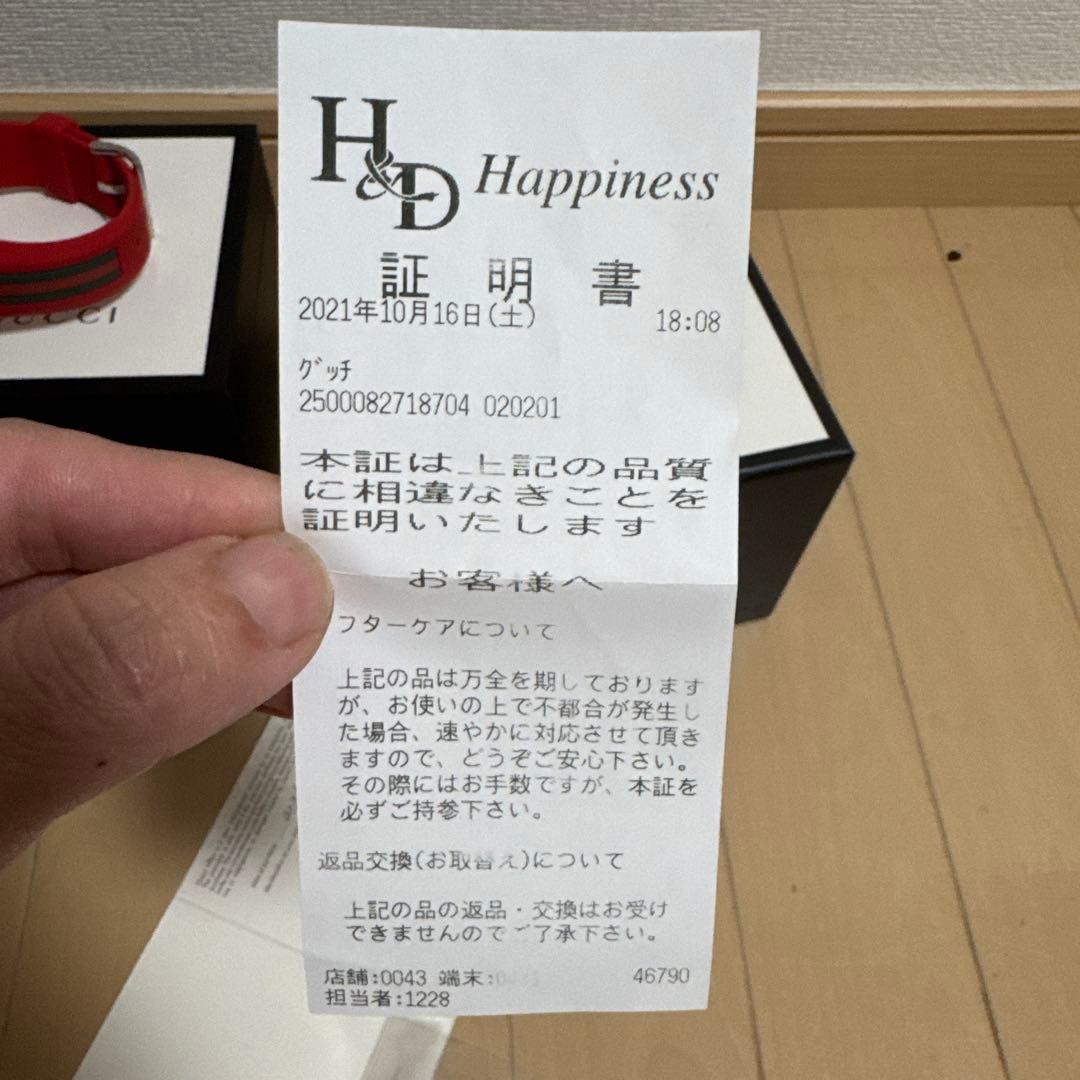 H&D Happiness
証 明 書
2021年10月16日(土) 18:08
グッチ
2500082718704 020201
本証は上記の品質
に相違なきことを
証明いたします
お客様へ
フターケアについて
上記の品は万全を期しております
が、お使いの上で不都合が発生し
た場合、速やかに対応させて頂き
ますので、どうぞご安心下さい。
その際にはお手数ですが、本証を
必ずご持参下さい。
返品交換(お取替え)について
上記の品の返品・交換はお受け
できませんのでご了承下さい。
店舗:0043 端末: 46790
担当者:1228